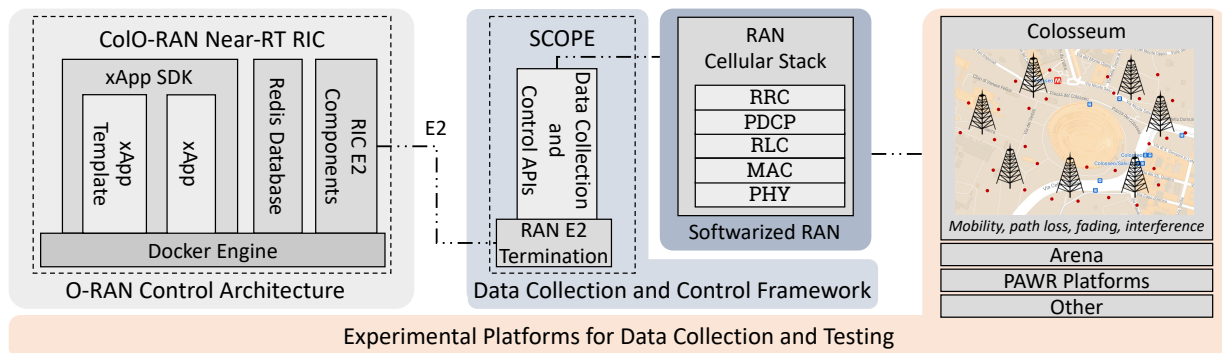 ColO-RAN Near-RT RIC
xApp SDK
xApp
Template
xApp
Redis Database
RIC E2
Components
Docker Engine
O-RAN Control Architecture
E2
SCOPE
Data Collection
and
Control APIs
RAN E2
Termination
Data Collection and Control Framework
RAN
Cellular Stack
RRC
PDCP
RLC
MAC
PHY
Softwarized RAN
Colosseum
Mobility, path loss, fading, interference
Arena
PAWR Platforms
Other
Experimental Platforms for Data Collection and Testing